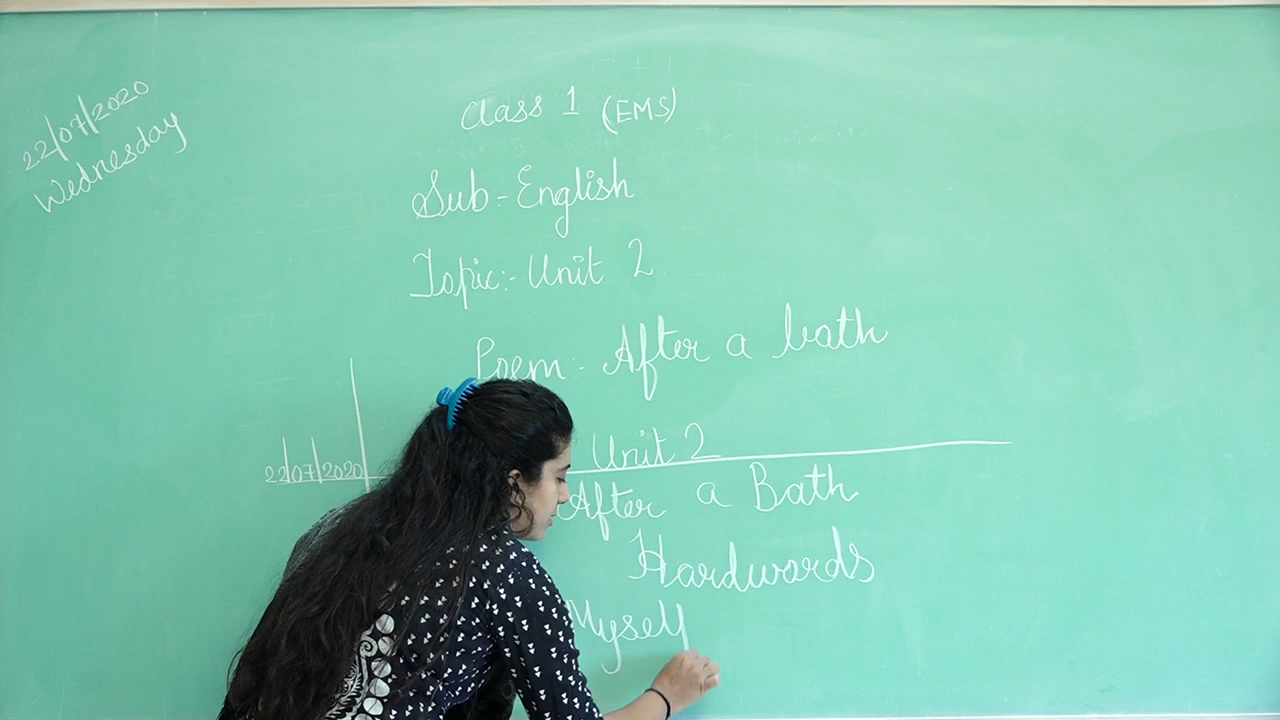 22/07/2020
Wednesday
Class 1 (EMS)
Sub:- English
Topic:- Unit 2
Poem:- After a bath
22/07/2020
Unit 2
After a Bath
Hardwords
Myself